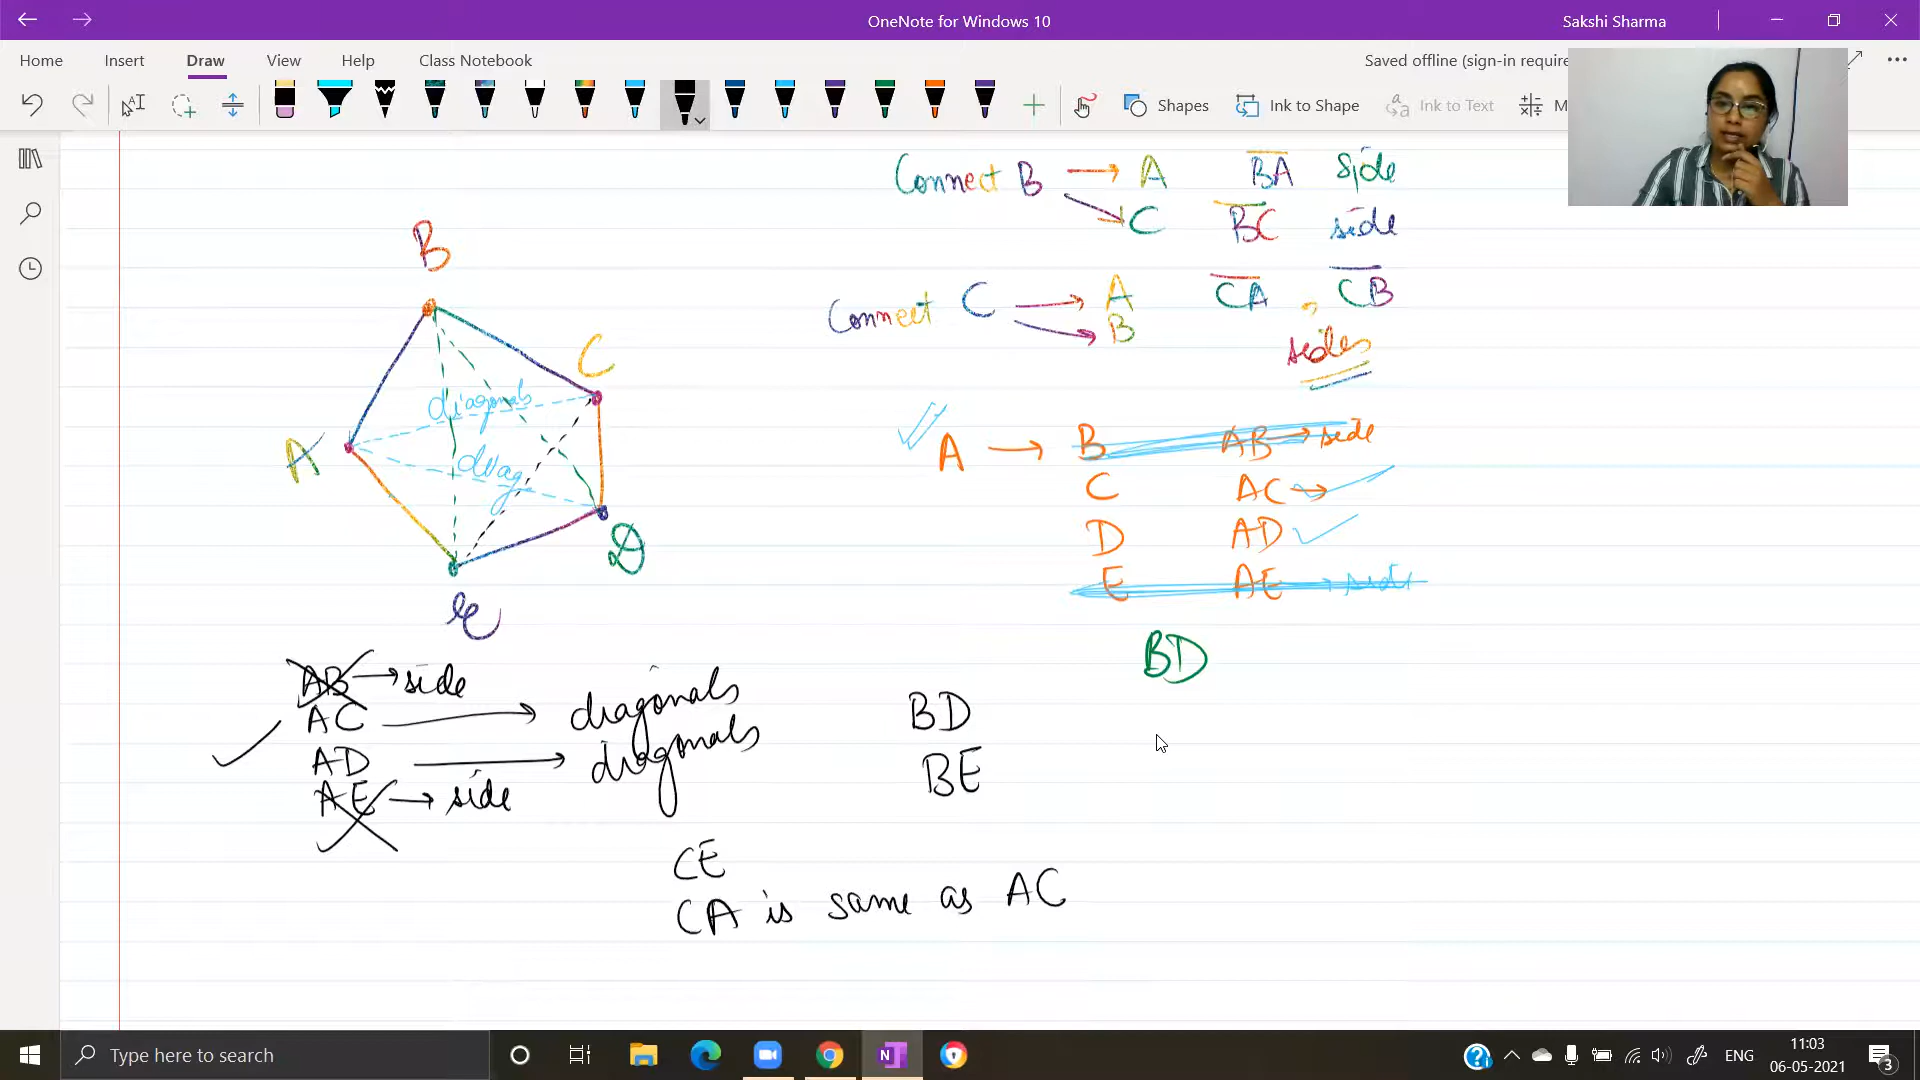 OneNote for Windows 10
Sakshi Sharma
Home Insert Draw View Help Class Notebook
Saved offline (sign-in require
Shapes Ink to Shape Ink to Text M
Connect B → A BA side
C BC side
Connect C → A CA , CB
B
sides
B
C
A
D
E
diagonals
diag
A → B AB → side
C AC →
D AD
E AE → side
BD
AB → side
AC → diagonals
AD → diagonals
AE → side
BD
BE
CE
CA is same as AC
Type here to search
ENG
11:03
06-05-2021
3